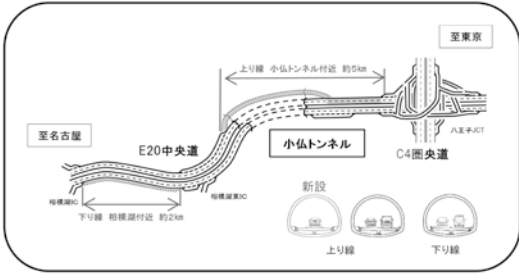 至東京
上り線 小仏トンネル付近 約5km
至名古屋
E20中央道
小仏トンネル
八王子JCT
C4圏央道
相模湖IC
相模湖東IC
下り線 相模湖付近 約2km
新設
上り線
下り線